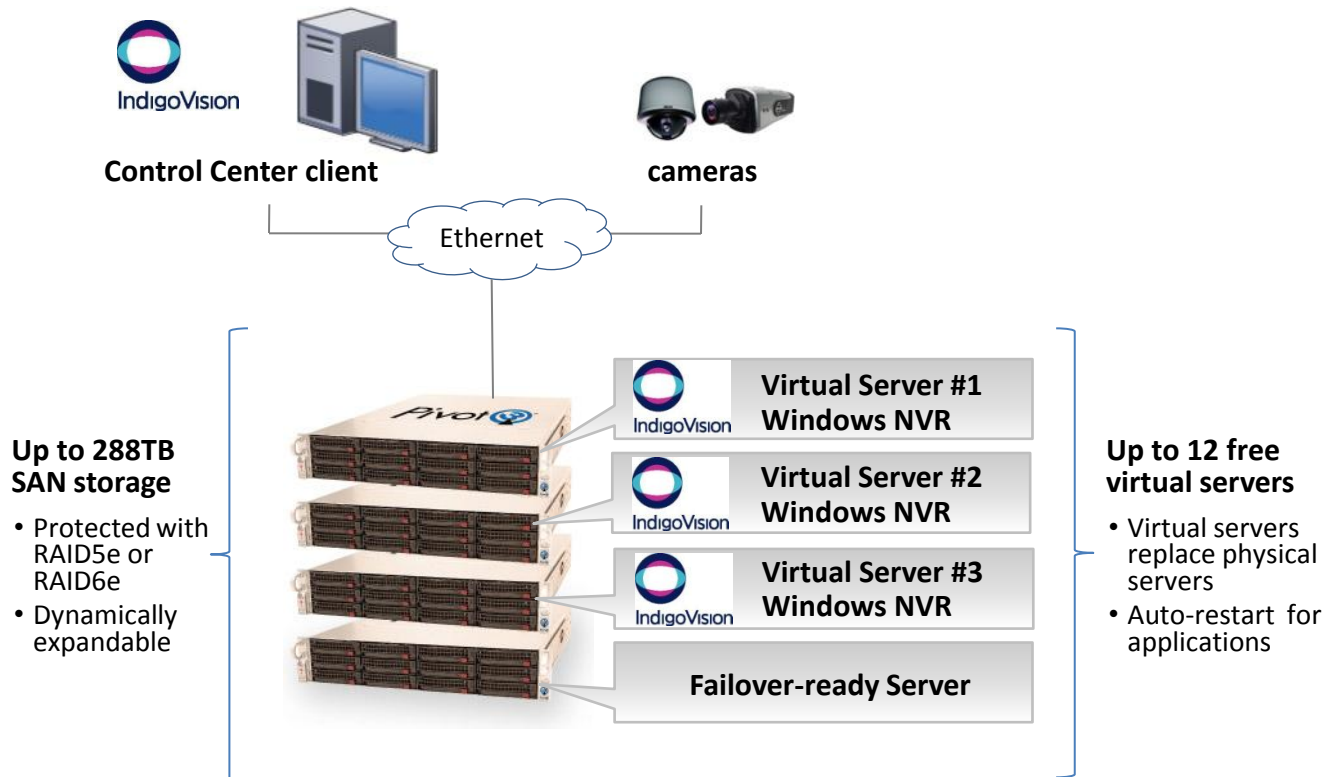 IndigoVision
Control Center client
cameras
Ethernet
Pivot3
Up to 288TB
SAN storage
• Protected with
RAID5e or
RAID6e
• Dynamically
expandable
IndigoVision
Virtual Server #1
Windows NVR
IndigoVision
Virtual Server #2
Windows NVR
IndigoVision
Virtual Server #3
Windows NVR
Failover-ready Server
Up to 12 free
virtual servers
• Virtual servers
replace physical
servers
• Auto-restart for
applications